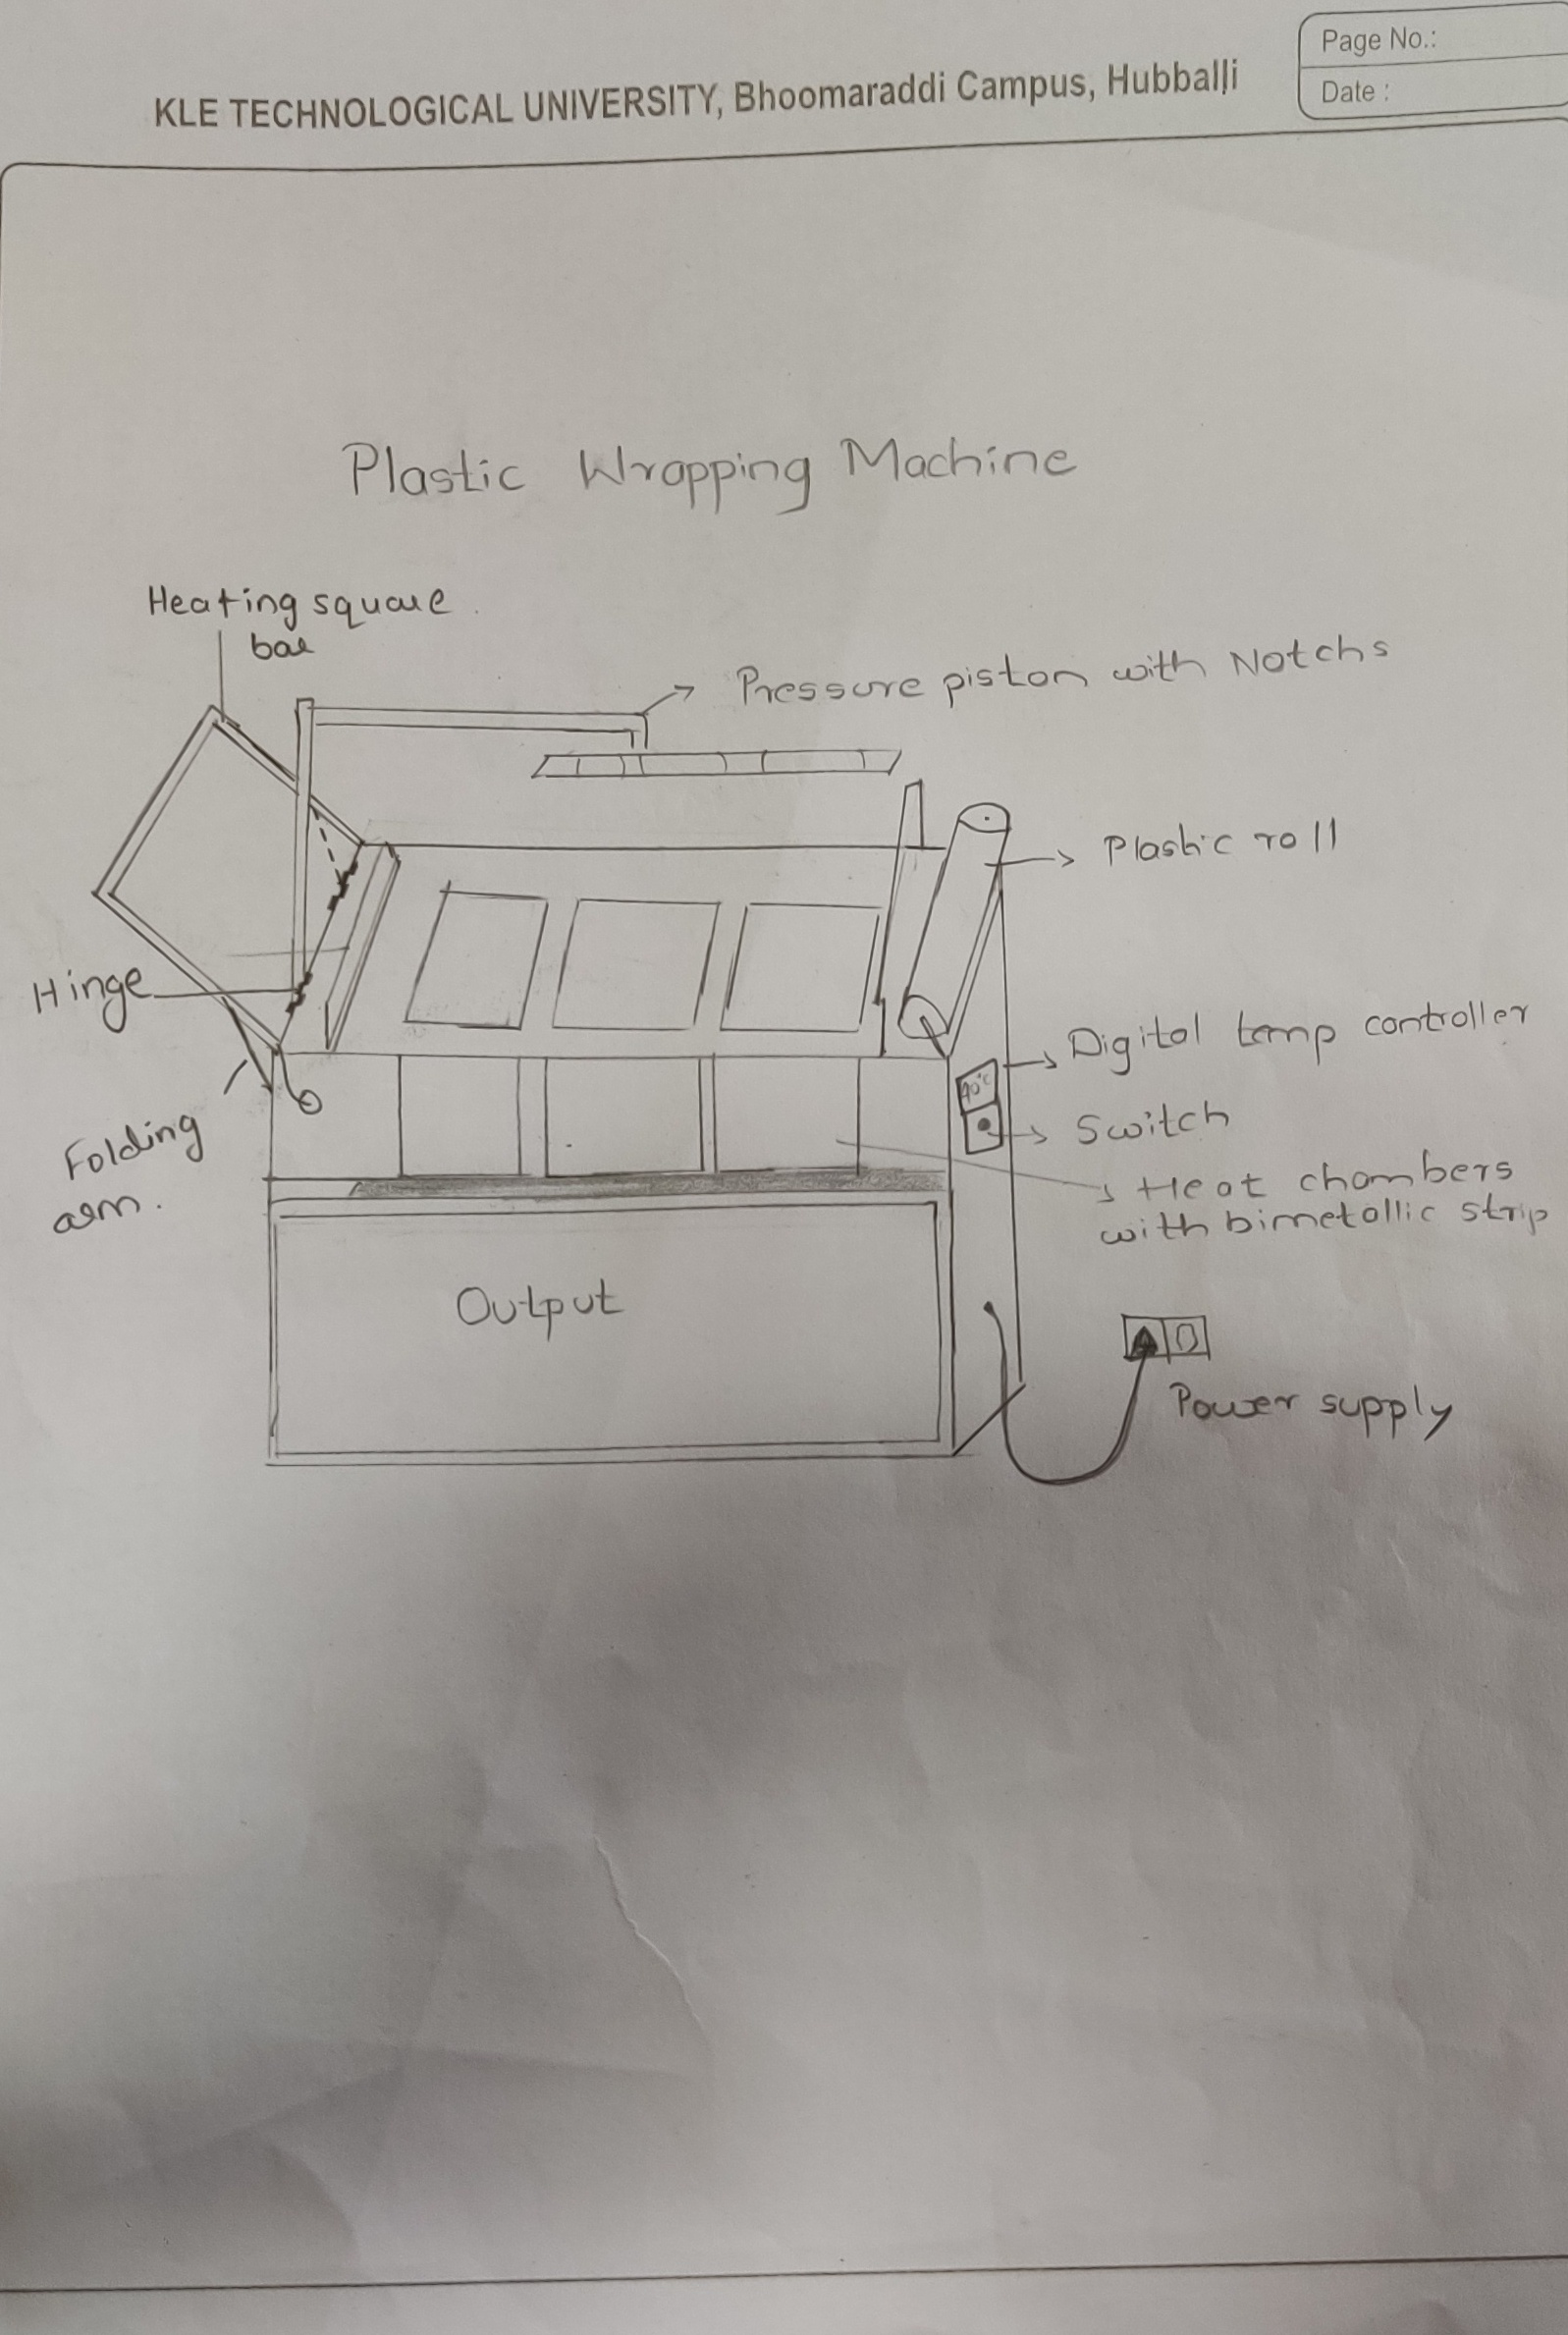 Page No.:
Date :
KLE TECHNOLOGICAL UNIVERSITY, Bhoomaraddi Campus, Hubballi
Plastic Wrapping Machine
Heating square
bar
Pressure piston with Notchs
Plastic roll
Hinge
Digital temp controller
Switch
Folding
arm.
Heat chambers
with bimetallic strip
Output
Power supply